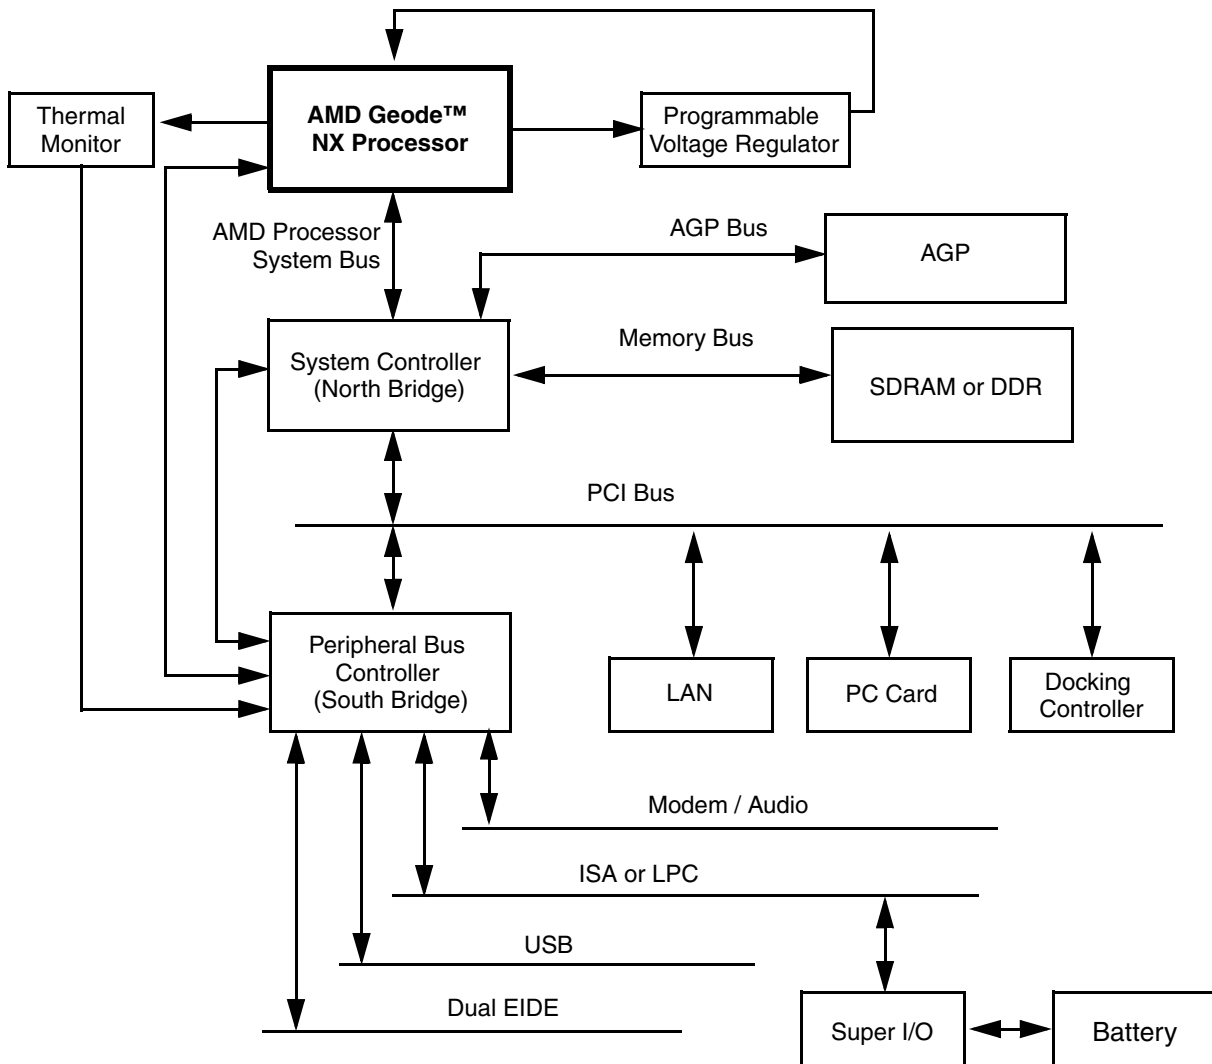 Thermal
Monitor
AMD Geode™
NX Processor
Programmable
Voltage Regulator
AMD Processor
System Bus
AGP Bus
AGP
System Controller
(North Bridge)
Memory Bus
SDRAM or DDR
PCI Bus
Peripheral Bus
Controller
(South Bridge)
LAN
PC Card
Docking
Controller
Modem / Audio
ISA or LPC
USB
Dual EIDE
Super I/O
Battery